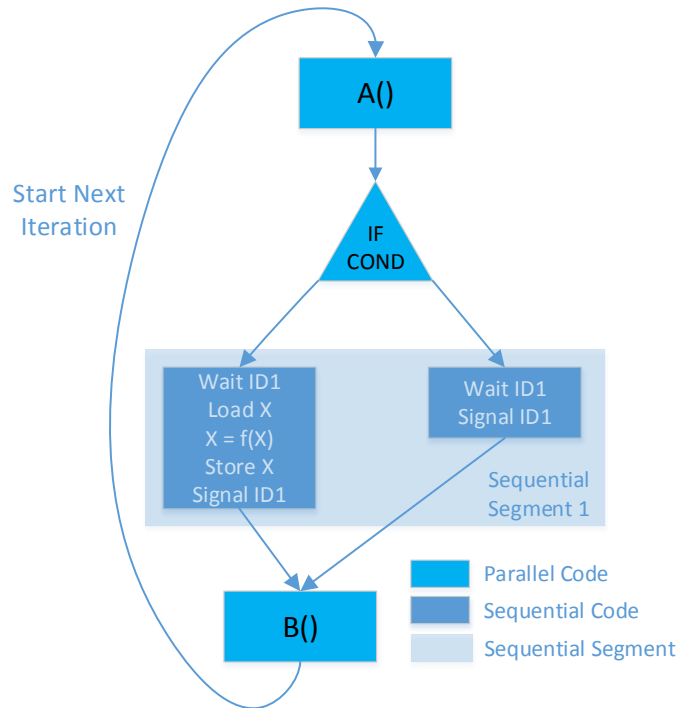 A()
Start Next
Iteration
IF
COND
Wait ID1
Load X
X = f(X)
Store X
Signal ID1
Wait ID1
Signal ID1
Sequential
Segment 1
B()
Parallel Code
Sequential Code
Sequential Segment